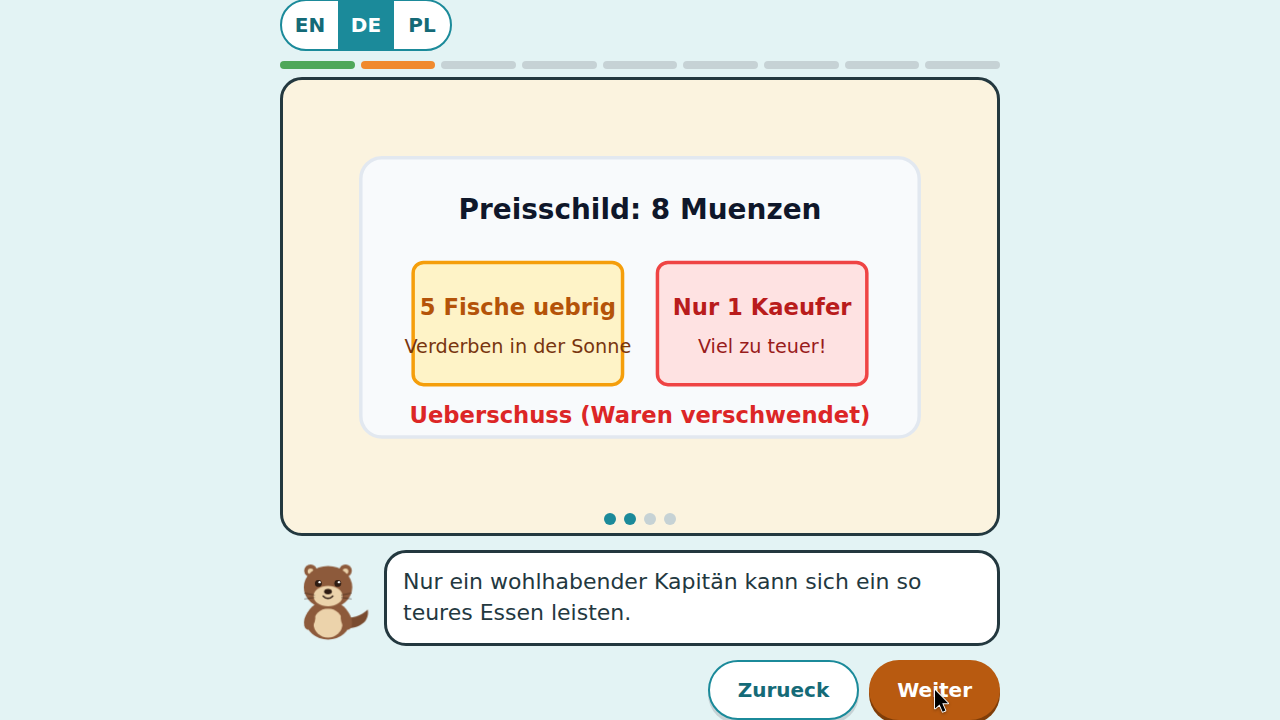 EN DE PL
Preisschild: 8 Muenzen
5 Fische uebrig
Verderben in der Sonne
Nur 1 Kaeufer
Viel zu teuer!
Ueberschuss (Waren verschwendet)
Nur ein wohlhabender Kapitän kann sich ein so
teures Essen leisten.
Zurueck
Weiter